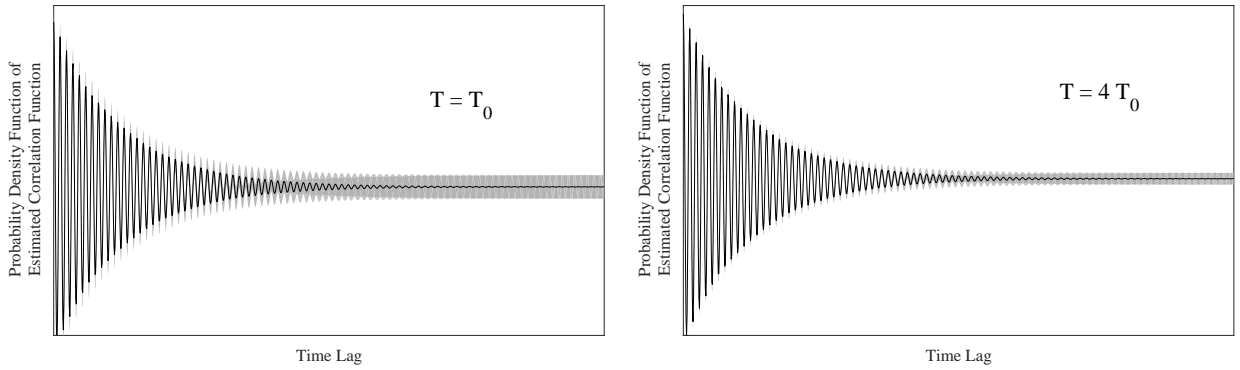 Probability Density Function of
Estimated Correlation Function
T = T0
Time Lag
Probability Density Function of
Estimated Correlation Function
T = 4 T0
Time Lag